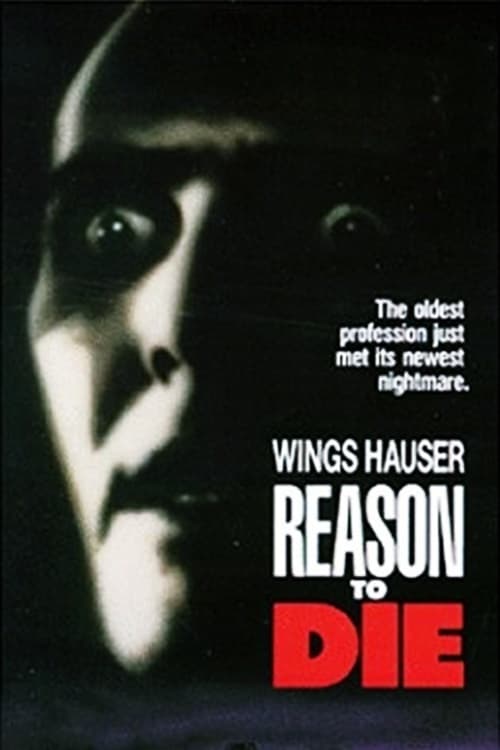 The oldest
profession just
met its newest
nightmare.
WINGS HAUSER
REASON
TO
DIE